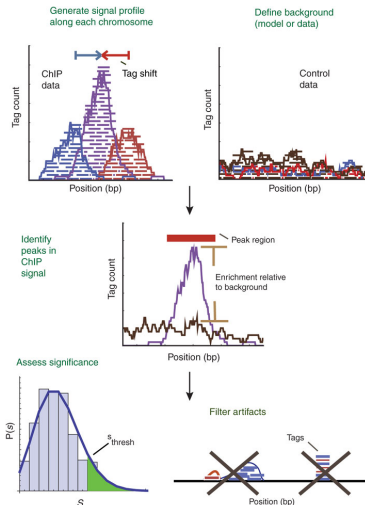 Generate signal profile
along each chromosome
Define background
(model or data)
ChIP
data
Tag shift
Tag count
Position (bp)
Control
data
Tag count
Position (bp)
Identify
peaks in
ChIP
signal
Peak region
Enrichment relative
to background
Tag count
Position (bp)
Assess significance
P(s)
s
thresh
S
Filter artifacts
Tags
Position (bp)